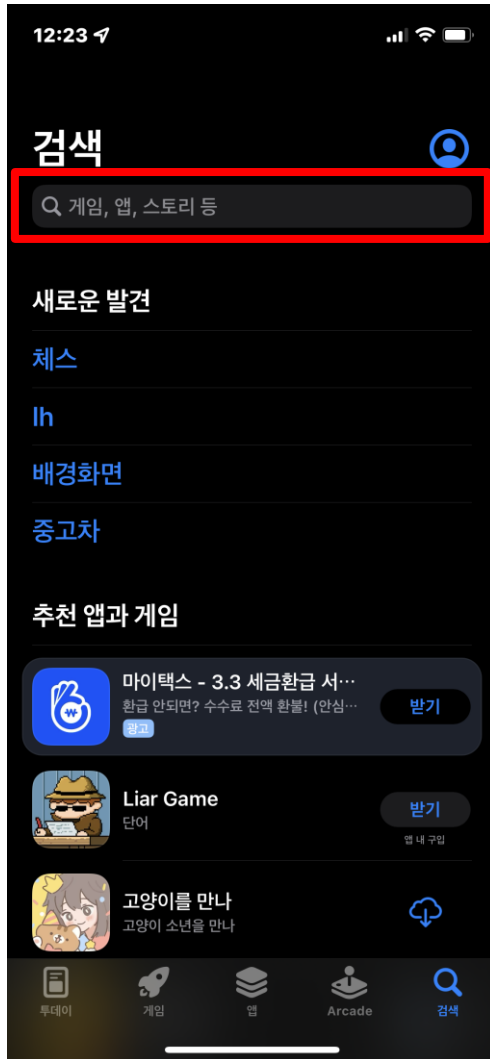 12:23
검색
게임, 앱, 스토리 등
새로운 발견
체스
lh
배경화면
중고차
추천 앱과 게임
마이택스 - 3.3 세금환급 서…
환급 안되면? 수수료 전액 환불! (안심…
광고
받기
Liar Game
단어
받기
앱 내 구입
고양이를 만나
고양이 소년을 만나
투데이
게임
앱
Arcade
검색